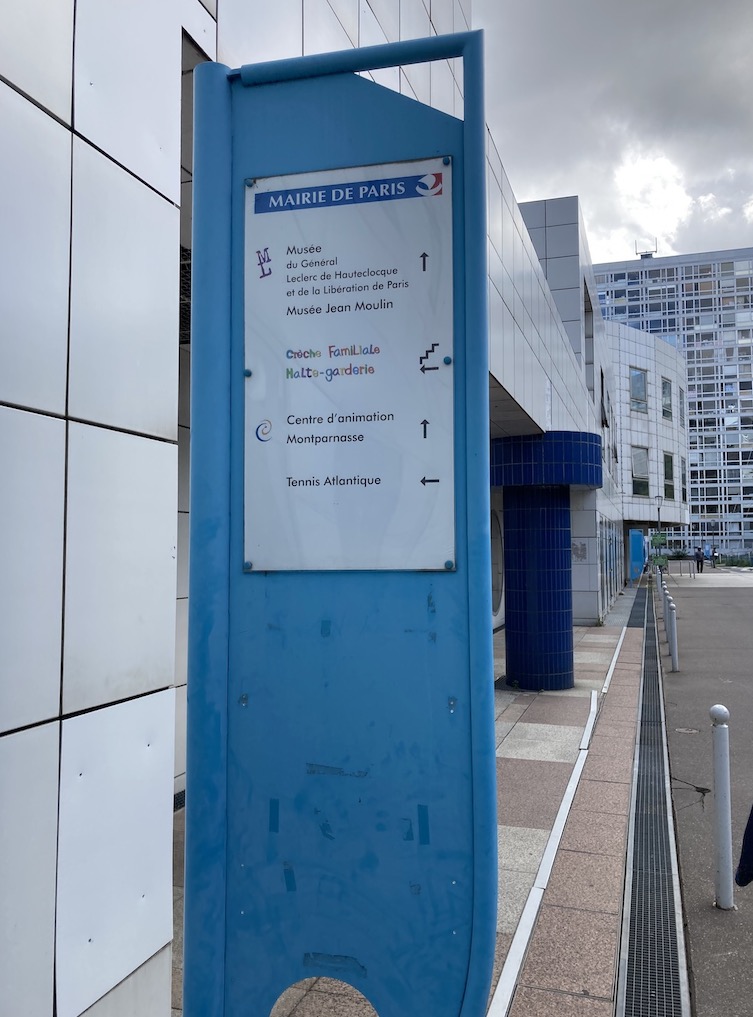 MAIRIE DE PARIS
ML
Musée
du Général
Leclerc de Hauteclocque
et de la Libération de Paris
Musée Jean Moulin
Crèche FamiLiale
Halte-garderie
Centre d'animation
Montparnasse
Tennis Atlantique